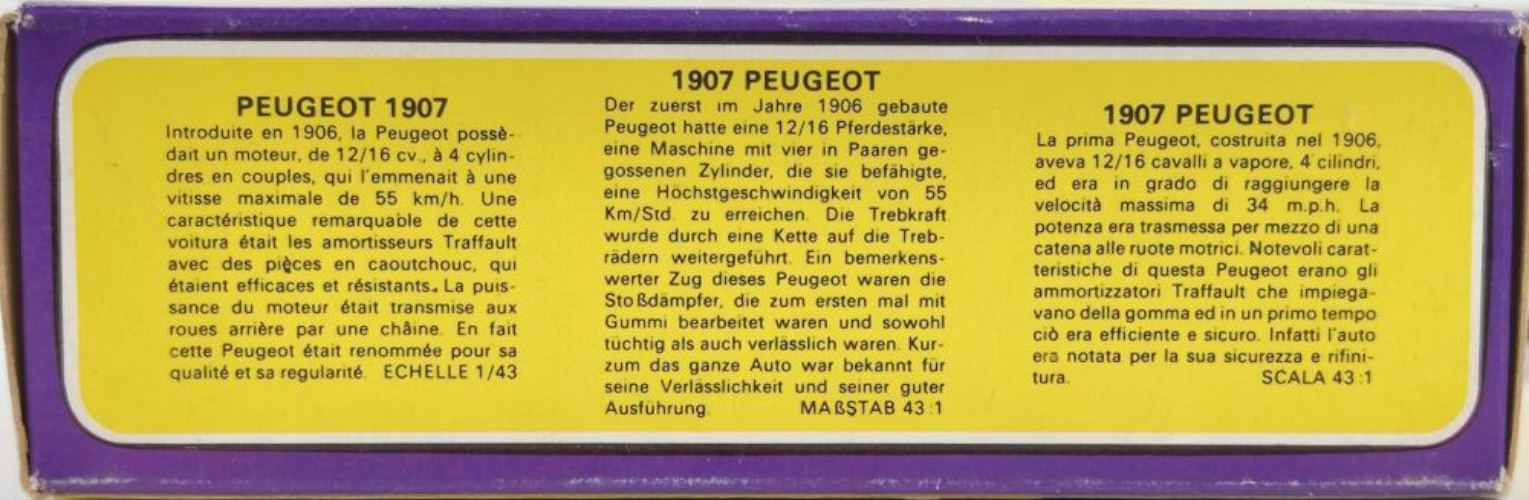 PEUGEOT 1907
Introduite en 1906, la Peugeot possè-
dait un moteur, de 12/16 cv., à 4 cylin-
dres en couples, qui l'emmenait à une
vitisse maximale de 55 km/h. Une
caractéristique remarquable de cette
voitura était les amortisseurs Traffault
avec des pièces en caoutchouc, qui
étaient efficaces et résistants. La puis-
sance du moteur était transmise aux
roues arrière par une châine. En fait
cette Peugeot était renommée pour sa
qualité et sa regularité. ECHELLE 1/43
1907 PEUGEOT
Der zuerst im Jahre 1906 gebaute
Peugeot hatte eine 12/16 Pferdestärke,
eine Maschine mit vier in Paaren ge-
gossenen Zylinder, die sie befähigte,
eine Höchstgeschwindigkeit von 55
Km/Std. zu erreichen. Die Trebkraft
wurde durch eine Kette auf die Treb-
rädern weitergeführt. Ein bemerkens-
werter Zug dieses Peugeot waren die
Stoßdämpfer, die zum ersten mal mit
Gummi bearbeitet waren und sowohl
tüchtig als auch verlässlich waren. Kur-
zum das ganze Auto war bekannt für
seine Verlässlichkeit und seiner guter
Ausführung. MAßSTAB 43:1
1907 PEUGEOT
La prima Peugeot, costruita nel 1906,
aveva 12/16 cavalli a vapore, 4 cilindri,
ed era in grado di raggiungere la
velocità massima di 34 m.p.h. La
potenza era trasmessa per mezzo di una
catena alle ruote motrici. Notevoli carat-
teristiche di questa Peugeot erano gli
ammortizzatori Traffault che impiega-
vano della gomma ed in un primo tempo
ciò era efficiente e sicuro. Infatti l'auto
era notata per la sua sicurezza e rifini-
tura. SCALA 43:1